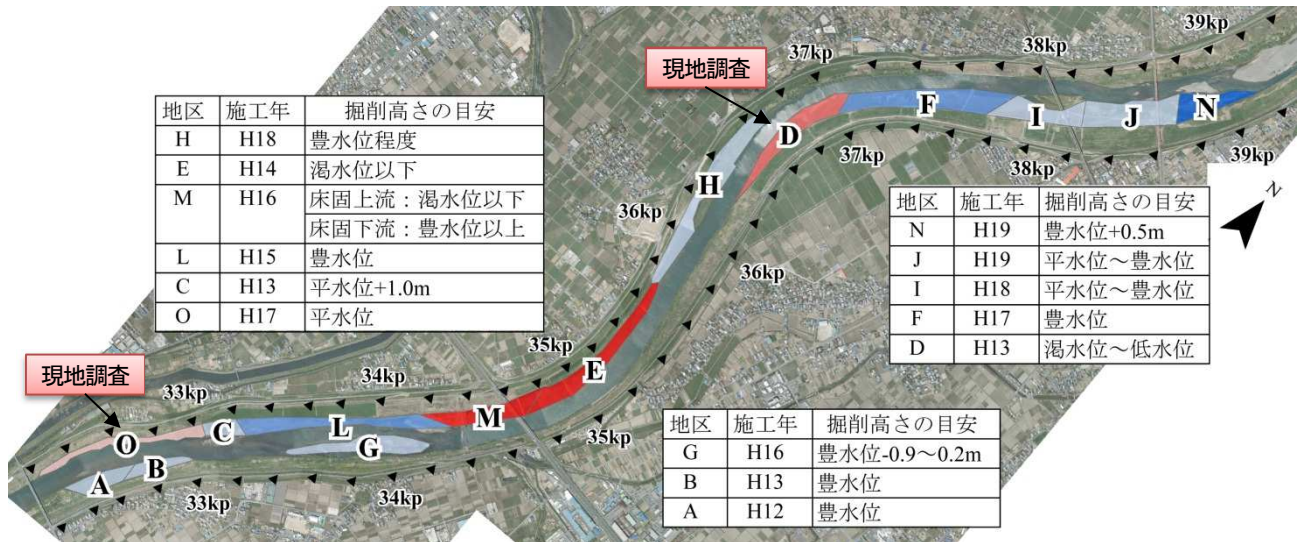 37kp
38kp
39kp
現地調査
地区 施工年 掘削高さの目安
H H18 豊水位程度
E H14 渇水位以下
M H16 床固上流：渇水位以下
床固下流：豊水位以上
L H15 豊水位
C H13 平水位+1.0m
O H17 平水位
D
F
I
J
N
37kp
38kp
39kp
H
36kp
36kp
N
地区 施工年 掘削高さの目安
N H19 豊水位+0.5m
J H19 平水位～豊水位
I H18 平水位～豊水位
F H17 豊水位
D H13 渇水位～低水位
現地調査
33kp
34kp
35kp
O
C
L
M
E
G
A
B
33kp
34kp
35kp
地区 施工年 掘削高さの目安
G H16 豊水位-0.9～0.2m
B H13 豊水位
A H12 豊水位